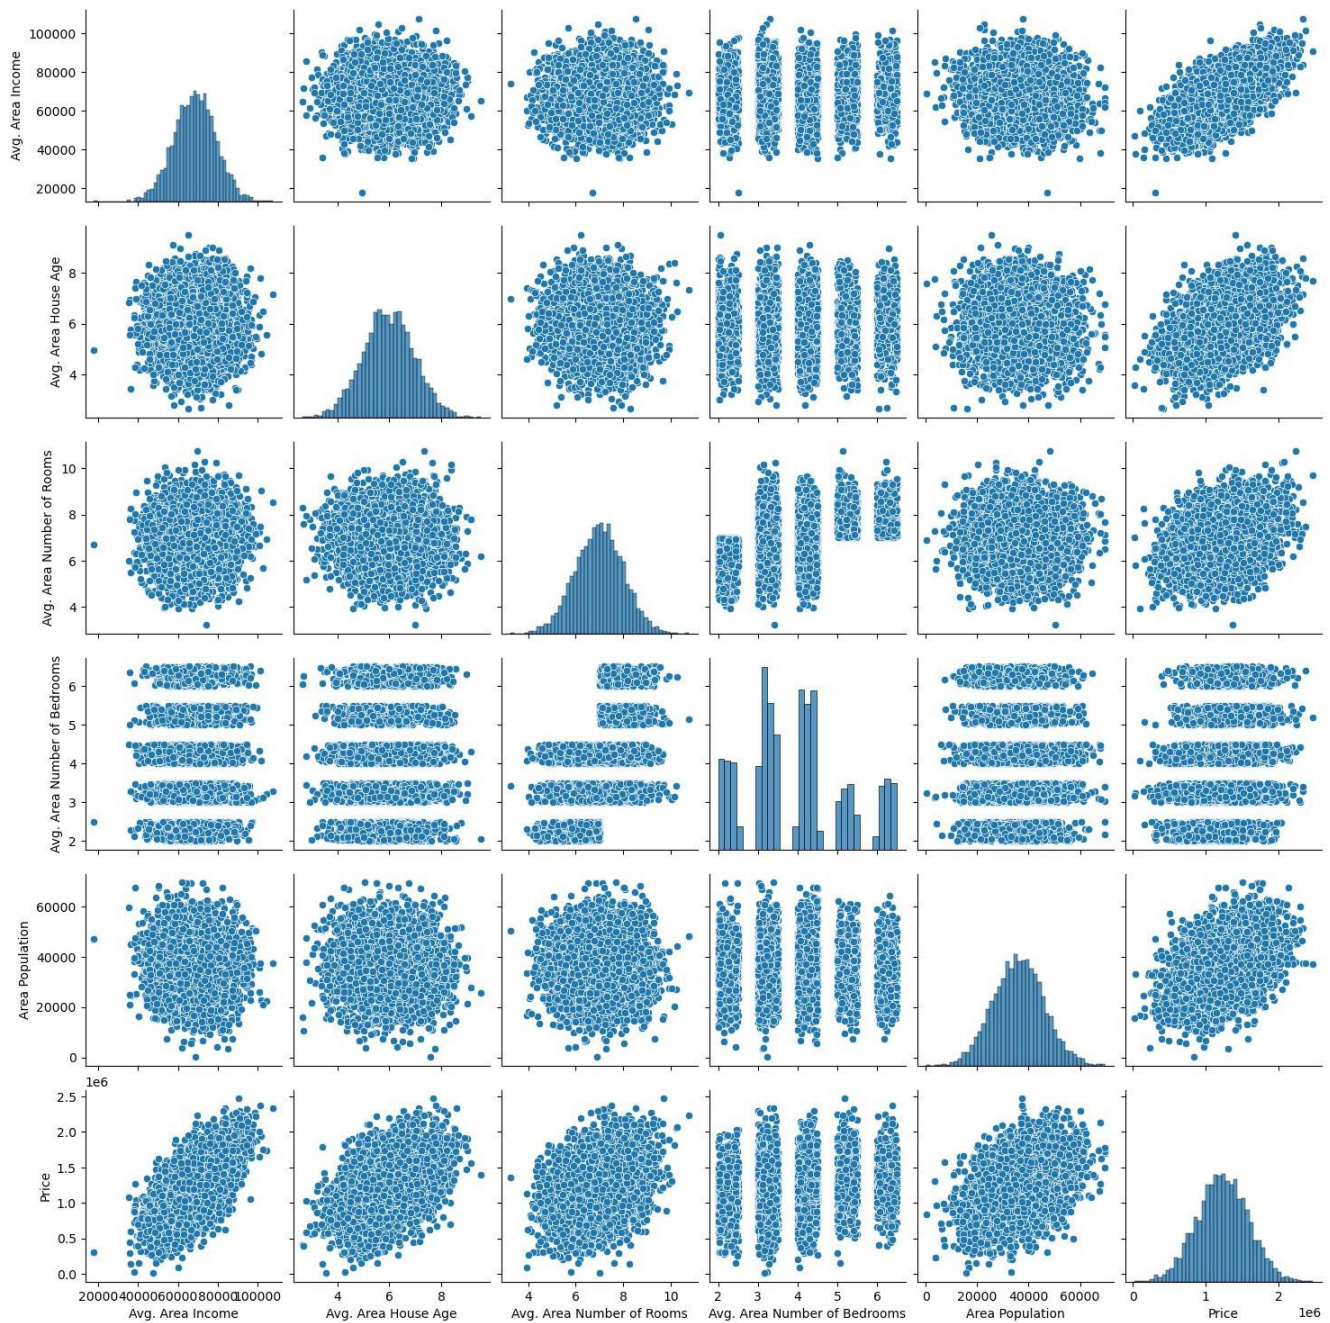 100000
80000
60000
40000
20000
Avg. Area Income
8
6
4
Avg. Area House Age
10
8
6
4
Avg. Area Number of Rooms
6
5
4
3
2
Avg. Area Number of Bedrooms
60000
40000
20000
0
Area Population
1e6
2.5
2.0
1.5
1.0
0.5
0.0
Price
20000 40000 60000 80000 100000
4 6 8
4 6 8 10
2 3 4 5 6
0 20000 40000 60000
0 1 2
1e6
Avg. Area Income
Avg. Area House Age
Avg. Area Number of Rooms
Avg. Area Number of Bedrooms
Area Population
Price